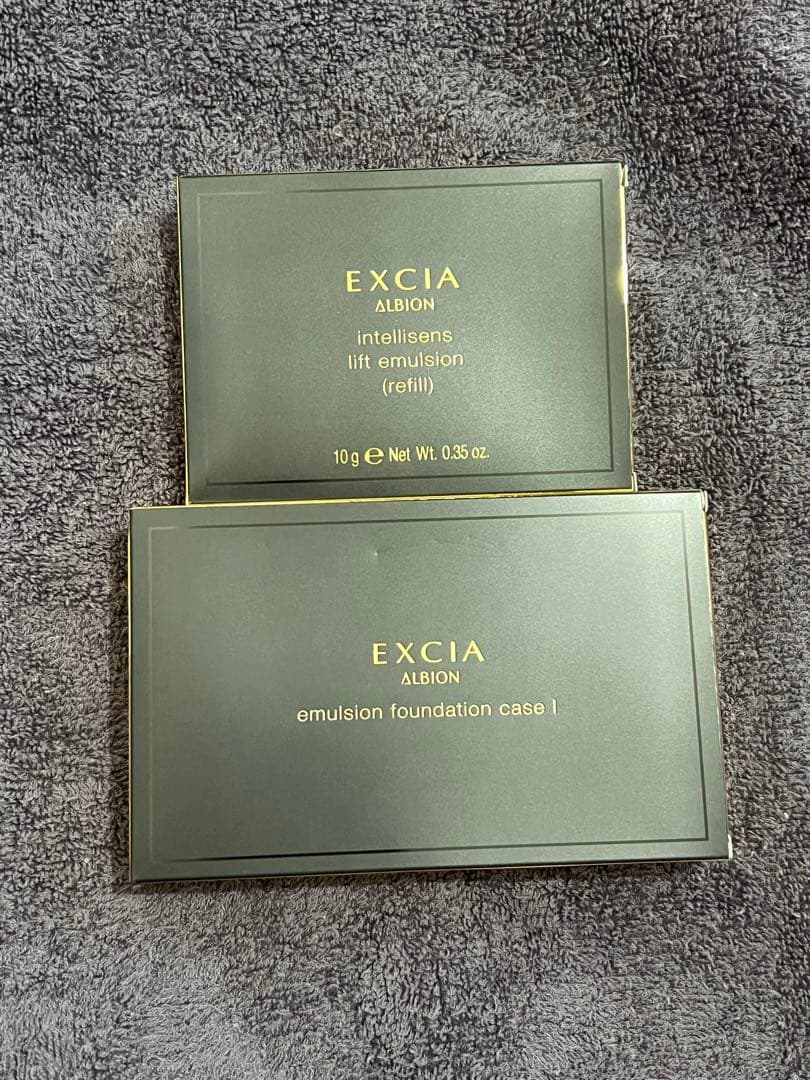 EXCIA
ALBION
intellisens
lift emulsion
(refill)
10 g e Net Wt. 0.35 oz.
EXCIA
ALBION
emulsion foundation case I